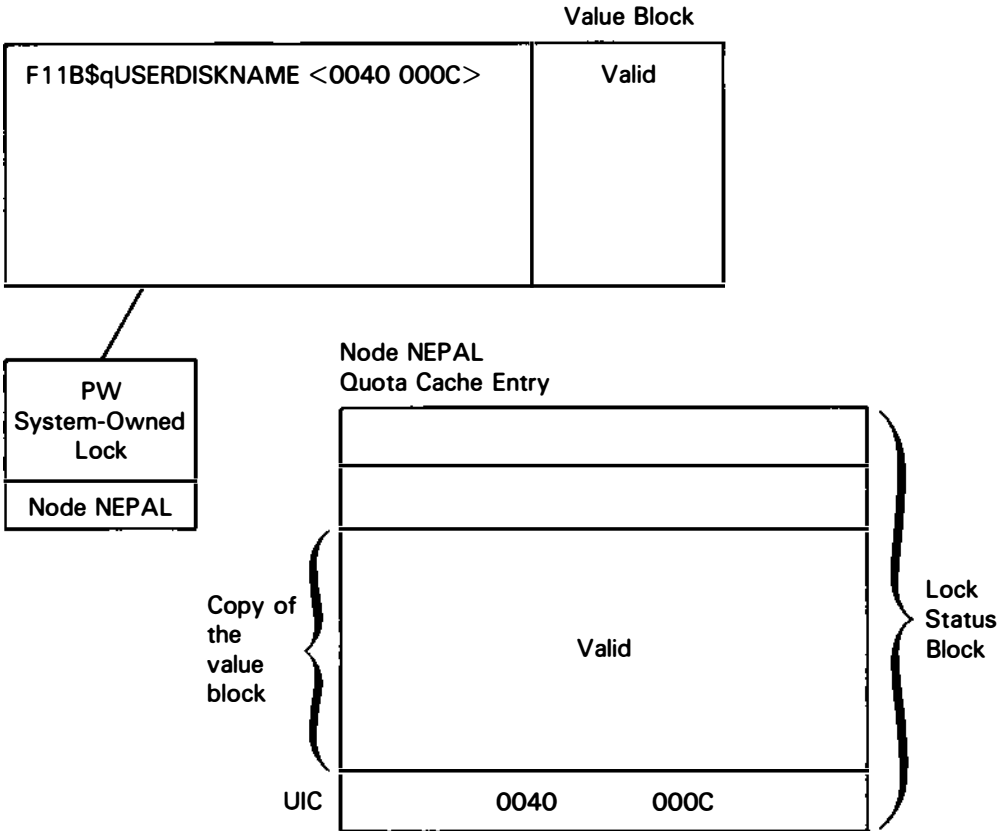 Value Block
F11B$qUSERDISKNAME <0040 000C>
Valid
PW
System-Owned
Lock
Node NEPAL
Node NEPAL
Quota Cache Entry
Copy of
the
value
block
Valid
Lock
Status
Block
UIC 0040 000C